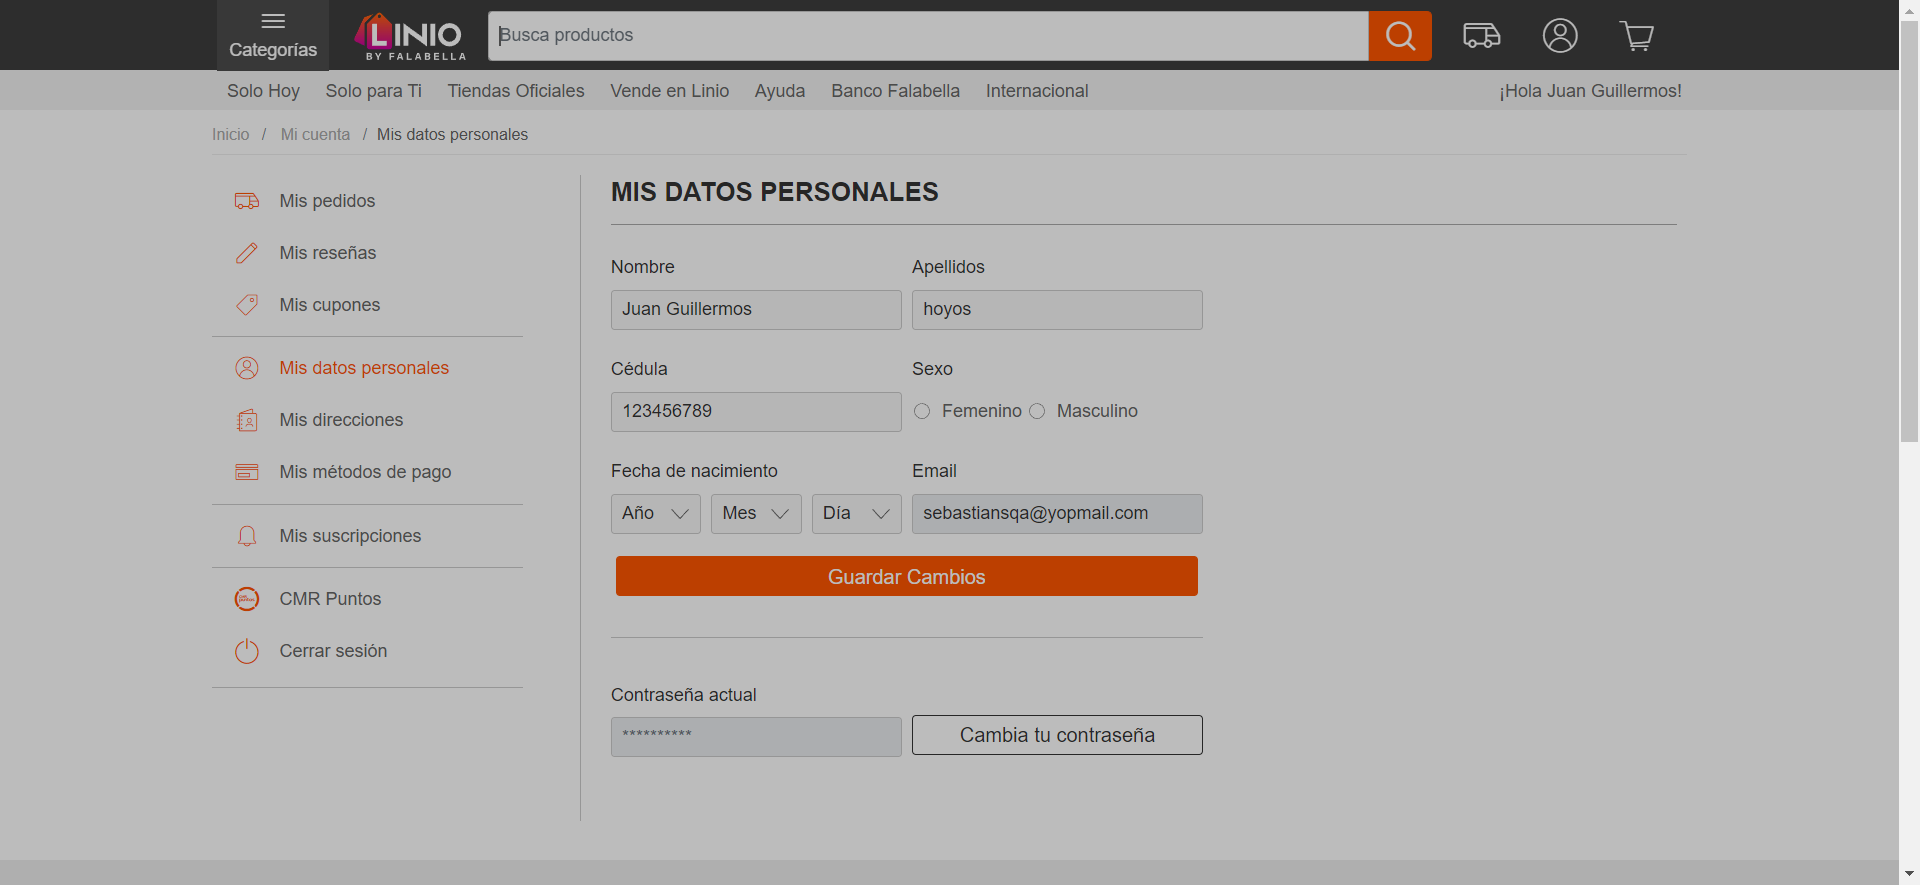 Categorías
LINIO
BY FALABELLA
Busca productos
Solo Hoy Solo para Ti Tiendas Oficiales Vende en Linio Ayuda Banco Falabella Internacional ¡Hola Juan Guillermos!
Inicio / Mi cuenta / Mis datos personales
Mis pedidos
Mis reseñas
Mis cupones
Mis datos personales
Mis direcciones
Mis métodos de pago
Mis suscripciones
CMR Puntos
Cerrar sesión
MIS DATOS PERSONALES
Nombre Apellidos
Juan Guillermos hoyos
Cédula Sexo
123456789 Femenino Masculino
Fecha de nacimiento Email
Año Mes Día sebastiansqa@yopmail.com
Guardar Cambios
Contraseña actual
********** Cambia tu contraseña